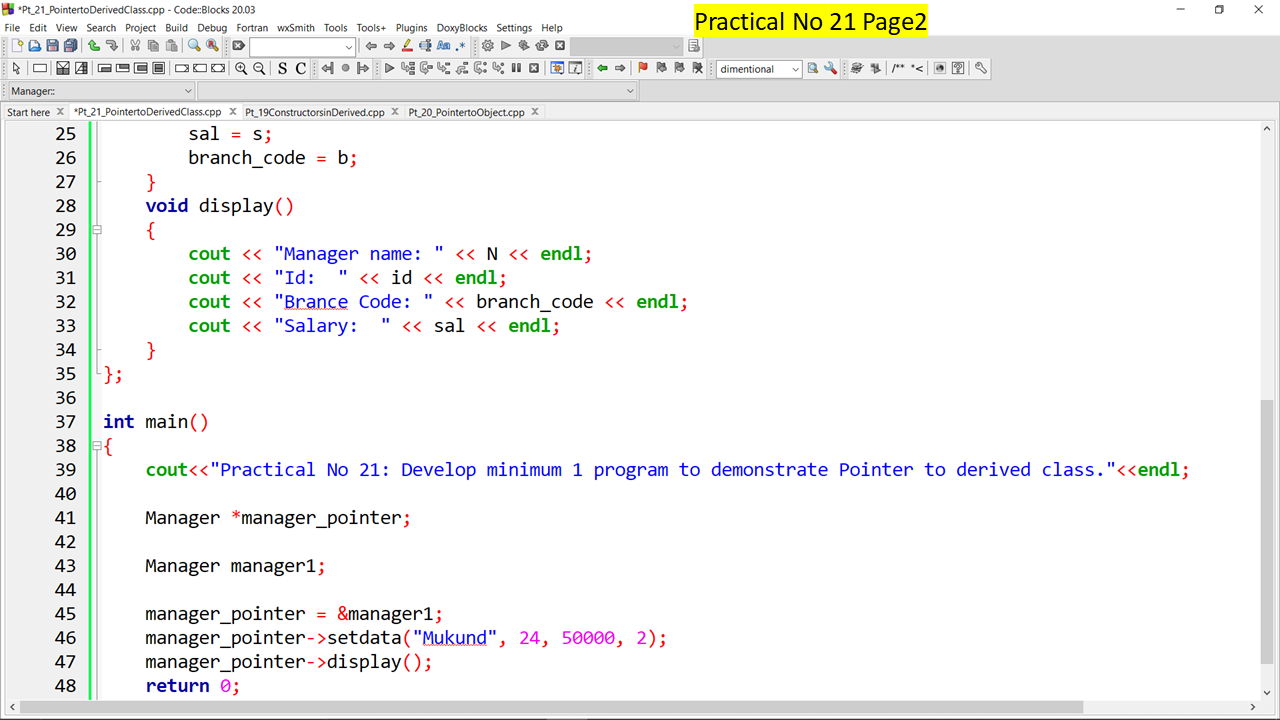 *Pt_21_PointertoDerivedClass.cpp - Code::Blocks 20.03
Practical No 21 Page2
File Edit View Search Project Build Debug Fortran wxSmith Tools Tools+ Plugins DoxyBlocks Settings Help
S C dimentional /** *<
Manager::
Start here *Pt_21_PointertoDerivedClass.cpp Pt_19ConstructorsinDerived.cpp Pt_20_PointertoObject.cpp
25 sal = s;
26 branch_code = b;
27 }
28 void display()
29 {
30 cout << "Manager name: " << N << endl;
31 cout << "Id:  " << id << endl;
32 cout << "Brance Code: " << branch_code << endl;
33 cout << "Salary:  " << sal << endl;
34 }
35 };
36
37 int main()
38 {
39 cout<<"Practical No 21: Develop minimum 1 program to demonstrate Pointer to derived class."<<endl;
40
41 Manager *manager_pointer;
42
43 Manager manager1;
44
45 manager_pointer = &manager1;
46 manager_pointer->setdata("Mukund", 24, 50000, 2);
47 manager_pointer->display();
48 return 0;